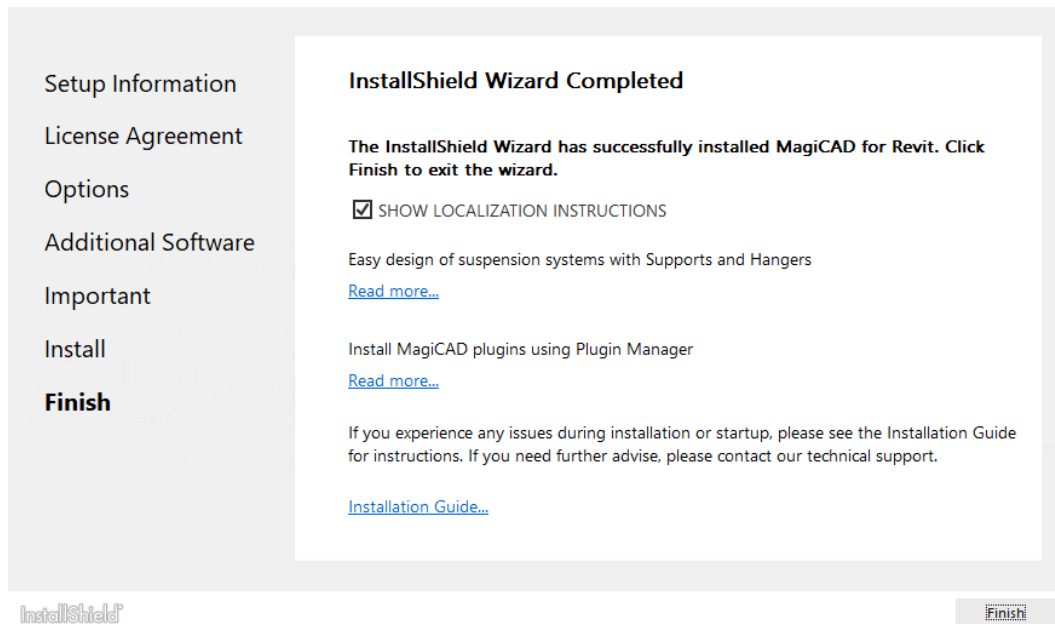 Setup Information
License Agreement
Options
Additional Software
Important
Install
Finish
InstallShield Wizard Completed
The InstallShield Wizard has successfully installed MagiCAD for Revit. Click
Finish to exit the wizard.
SHOW LOCALIZATION INSTRUCTIONS
Easy design of suspension systems with Supports and Hangers
Read more...
Install MagiCAD plugins using Plugin Manager
Read more...
If you experience any issues during installation or startup, please see the Installation Guide
for instructions. If you need further advise, please contact our technical support.
Installation Guide...
InstallShield
Finish